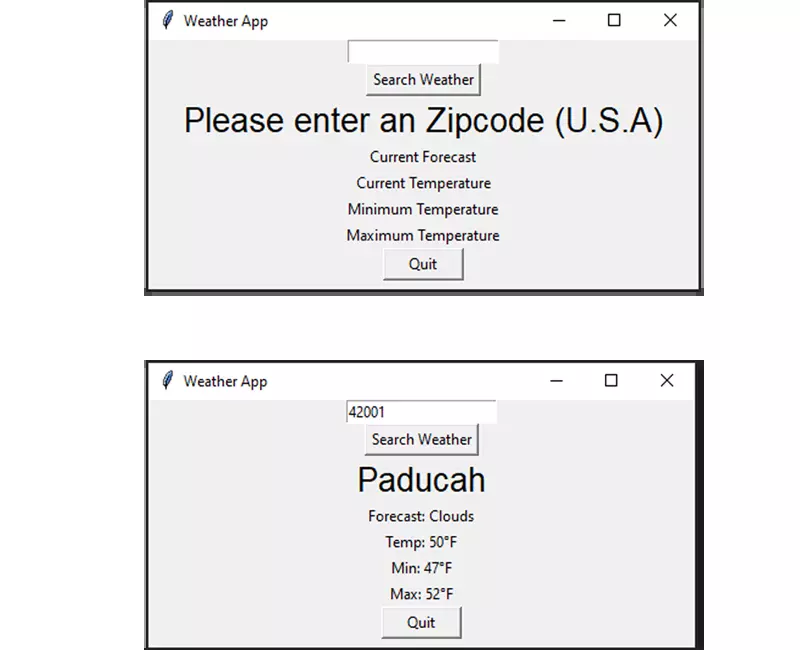 Weather App
Search Weather
Please enter an Zipcode (U.S.A)
Current Forecast
Current Temperature
Minimum Temperature
Maximum Temperature
Quit
Weather App
42001
Search Weather
Paducah
Forecast: Clouds
Temp: 50°F
Min: 47°F
Max: 52°F
Quit